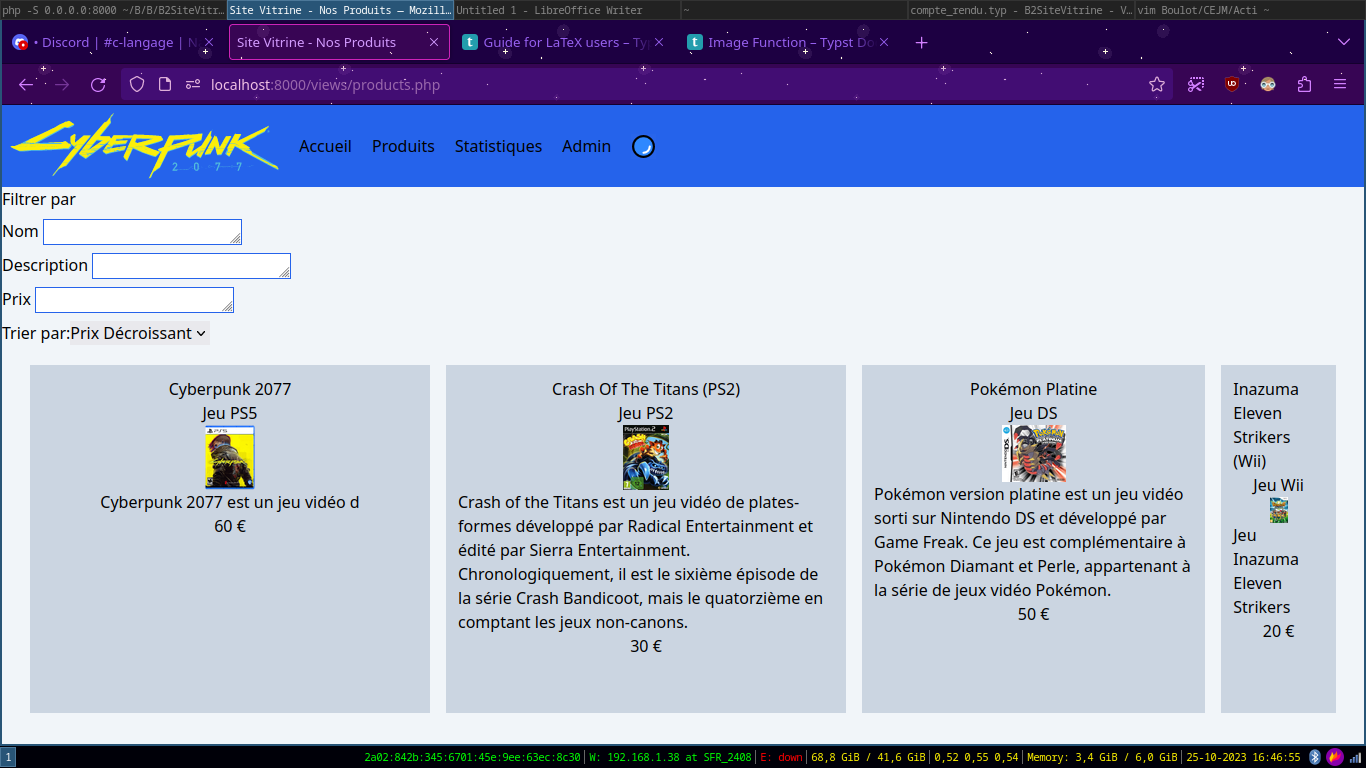 php -S 0.0.0.0:8000 ~/B/B/B2SiteVitr… Site Vitrine - Nos Produits — Mozill… Untitled 1 - LibreOffice Writer ~ compte_rendu.typ - B2SiteVitrine - V… vim Boulot/CEJM/Acti ~
• Discord | #c-langage | N Site Vitrine - Nos Produits Guide for LaTeX users – Typ Image Function – Typst Do
localhost:8000/views/products.php
Cyberpunk 2077 Accueil Produits Statistiques Admin
Filtrer par
Nom
Description
Prix
Trier par:Prix Décroissant
Cyberpunk 2077
Jeu PS5
Cyberpunk 2077 est un jeu vidéo d
60 €
Crash Of The Titans (PS2)
Jeu PS2
Crash of the Titans est un jeu vidéo de plates-
formes développé par Radical Entertainment et
édité par Sierra Entertainment.
Chronologiquement, il est le sixième épisode de
la série Crash Bandicoot, mais le quatorzième en
comptant les jeux non-canons.
30 €
Pokémon Platine
Jeu DS
Pokémon version platine est un jeu vidéo
sorti sur Nintendo DS et développé par
Game Freak. Ce jeu est complémentaire à
Pokémon Diamant et Perle, appartenant à
la série de jeux vidéo Pokémon.
50 €
Inazuma
Eleven
Strikers
(Wii)
Jeu Wii
Jeu
Inazuma
Eleven
Strikers
20 €
1 2a02:842b:345:6701:45e:9ee:63ec:8c30 W: 192.168.1.38 at SFR_2408 E: down 68,8 GiB / 41,6 GiB 0,52 0,55 0,54 Memory: 3,4 GiB / 6,0 GiB 25-10-2023 16:46:55